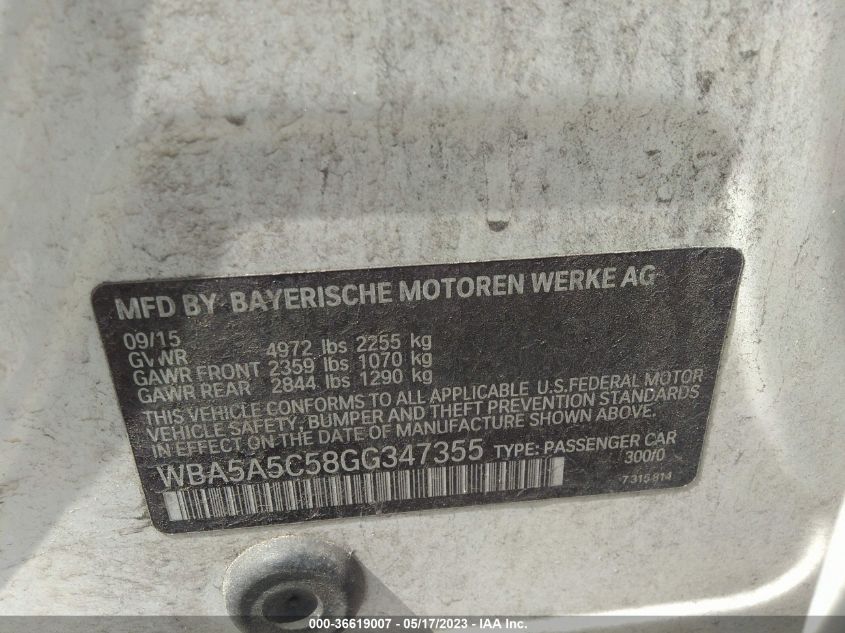 MFD BY BAYERISCHE MOTOREN WERKE AG
09/15
GVWR 4972 lbs 2255 kg
GAWR FRONT 2359 lbs 1070 kg
GAWR REAR 2844 lbs 1290 kg
THIS VEHICLE CONFORMS TO ALL APPLICABLE U.S.FEDERAL MOTOR
VEHICLE SAFETY, BUMPER AND THEFT PREVENTION STANDARDS
IN EFFECT ON THE DATE OF MANUFACTURE SHOWN ABOVE.
WBA5A5C58GG347355 TYPE: PASSENGER CAR
300/0
7315814
000-36619007 - 05/17/2023 - IAA Inc.